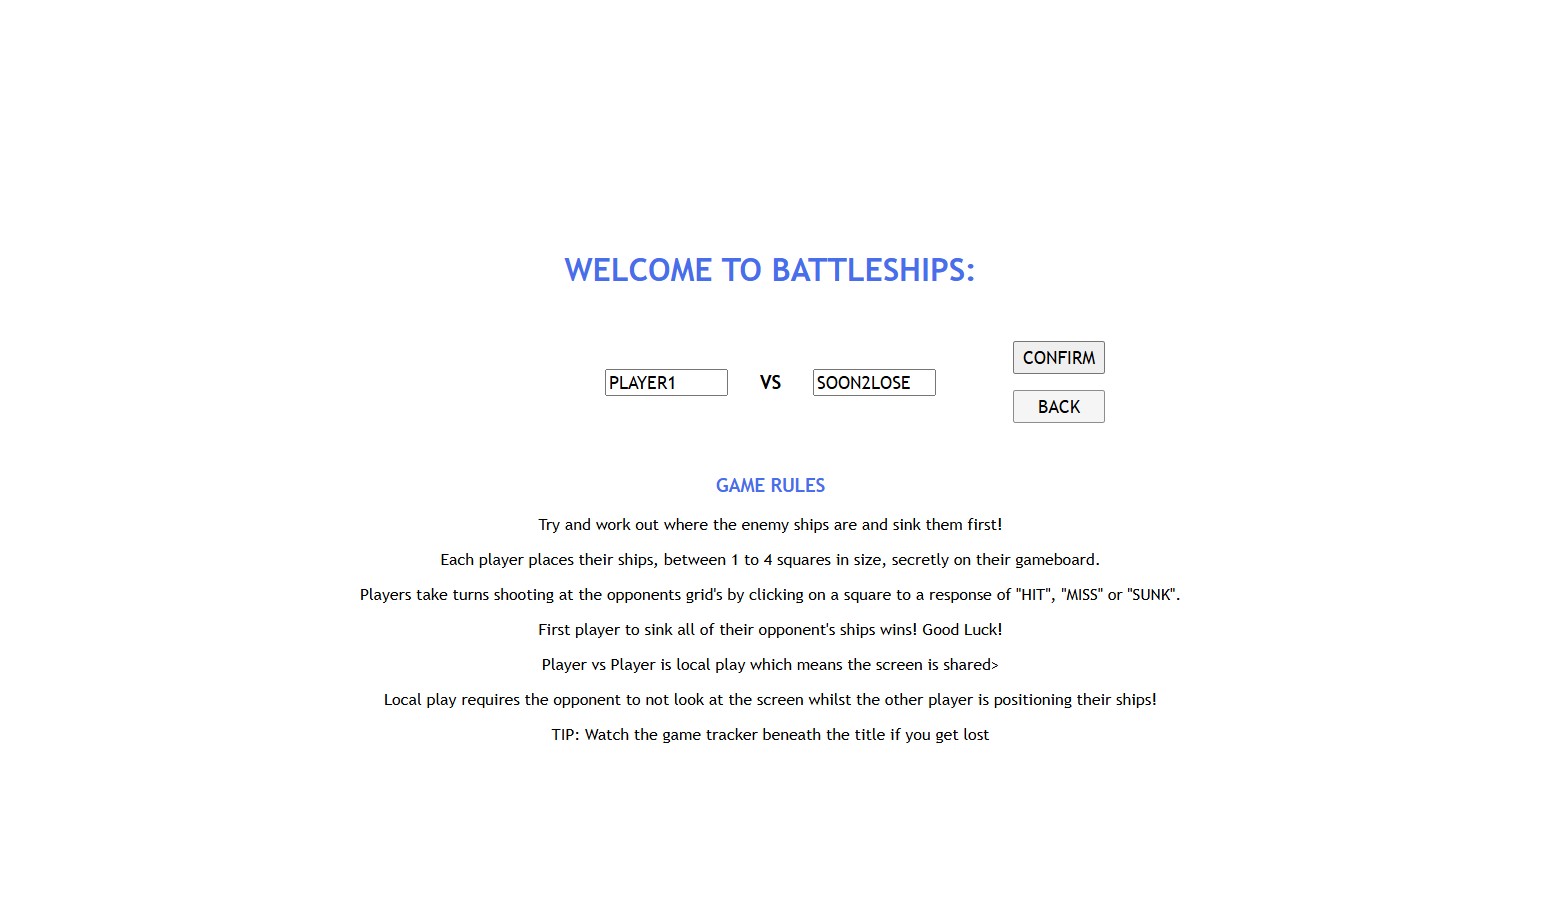 WELCOME TO BATTLESHIPS:
CONFIRM
PLAYER1 VS SOON2LOSE
BACK
GAME RULES
Try and work out where the enemy ships are and sink them first!
Each player places their ships, between 1 to 4 squares in size, secretly on their gameboard.
Players take turns shooting at the opponents grid's by clicking on a square to a response of "HIT", "MISS" or "SUNK".
First player to sink all of their opponent's ships wins! Good Luck!
Player vs Player is local play which means the screen is shared>
Local play requires the opponent to not look at the screen whilst the other player is positioning their ships!
TIP: Watch the game tracker beneath the title if you get lost